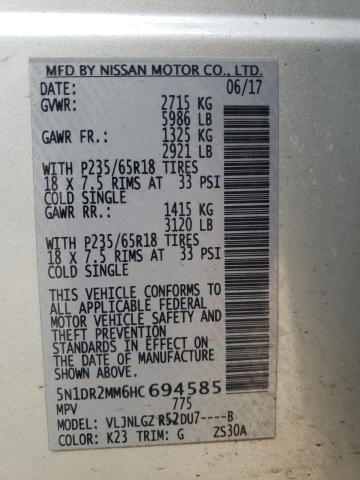 MFD BY NISSAN MOTOR CO., LTD.
DATE: 06/17
GVWR: 2715 KG
5986 LB
GAWR FR.: 1325 KG
2921 LB
WITH P235/65R18 TIRES
18 X 7.5 RIMS AT 33 PSI
COLD SINGLE
GAWR RR.: 1415 KG
3120 LB
WITH P235/65R18 TIRES
18 X 7.5 RIMS AT 33 PSI
COLD SINGLE
THIS VEHICLE CONFORMS TO
ALL APPLICABLE FEDERAL
MOTOR VEHICLE SAFETY AND
THEFT PREVENTION
STANDARDS IN EFFECT ON
THE DATE OF MANUFACTURE
SHOWN ABOVE.
5N1DR2MM6HC694585
MPV 775
MODEL: VLJNLGZ R52DU7----B
COLOR: K23 TRIM: G ZS30A